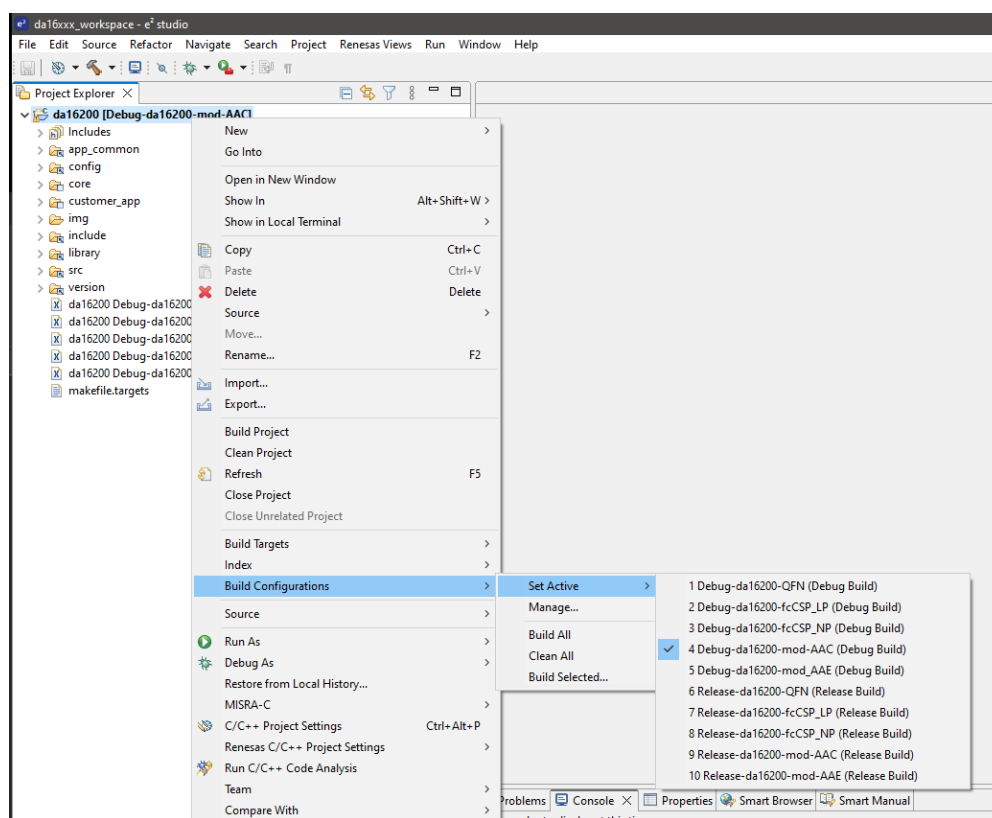 da16xxx_workspace - e² studio
File Edit Source Refactor Navigate Search Project Renesas Views Run Window Help
Project Explorer
da16200 [Debug-da16200-mod-AAC]
Includes
app_common
config
core
customer_app
img
include
library
src
version
da16200 Debug-da16200
da16200 Debug-da16200
da16200 Debug-da16200
da16200 Debug-da16200
da16200 Debug-da16200
makefile.targets
New
Go Into
Open in New Window
Show In Alt+Shift+W >
Show in Local Terminal
Copy Ctrl+C
Paste Ctrl+V
Delete Delete
Source
Move...
Rename... F2
Import...
Export...
Build Project
Clean Project
Refresh F5
Close Project
Close Unrelated Project
Build Targets
Index
Build Configurations
Source
Run As
Debug As
Restore from Local History...
MISRA-C
C/C++ Project Settings Ctrl+Alt+P
Renesas C/C++ Project Settings
Run C/C++ Code Analysis
Team
Compare With
Set Active
Manage...
Build All
Clean All
Build Selected...
1 Debug-da16200-QFN (Debug Build)
2 Debug-da16200-fcCSP_LP (Debug Build)
3 Debug-da16200-fcCSP_NP (Debug Build)
4 Debug-da16200-mod-AAC (Debug Build)
5 Debug-da16200-mod_AAE (Debug Build)
6 Release-da16200-QFN (Release Build)
7 Release-da16200-fcCSP_LP (Release Build)
8 Release-da16200-fcCSP_NP (Release Build)
9 Release-da16200-mod-AAC (Release Build)
10 Release-da16200-mod-AAE (Release Build)
Problems Console Properties Smart Browser Smart Manual